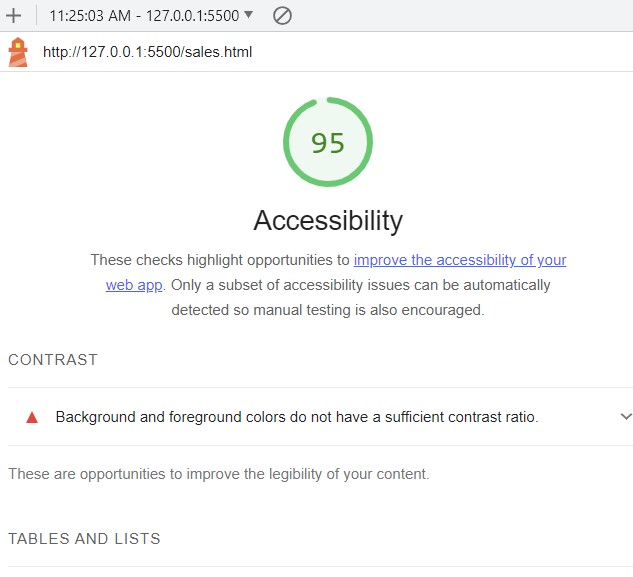 11:25:03 AM - 127.0.0.1:5500
http://127.0.0.1:5500/sales.html
95
Accessibility
These checks highlight opportunities to improve the accessibility of your
web app. Only a subset of accessibility issues can be automatically
detected so manual testing is also encouraged.
CONTRAST
Background and foreground colors do not have a sufficient contrast ratio.
These are opportunities to improve the legibility of your content.
TABLES AND LISTS